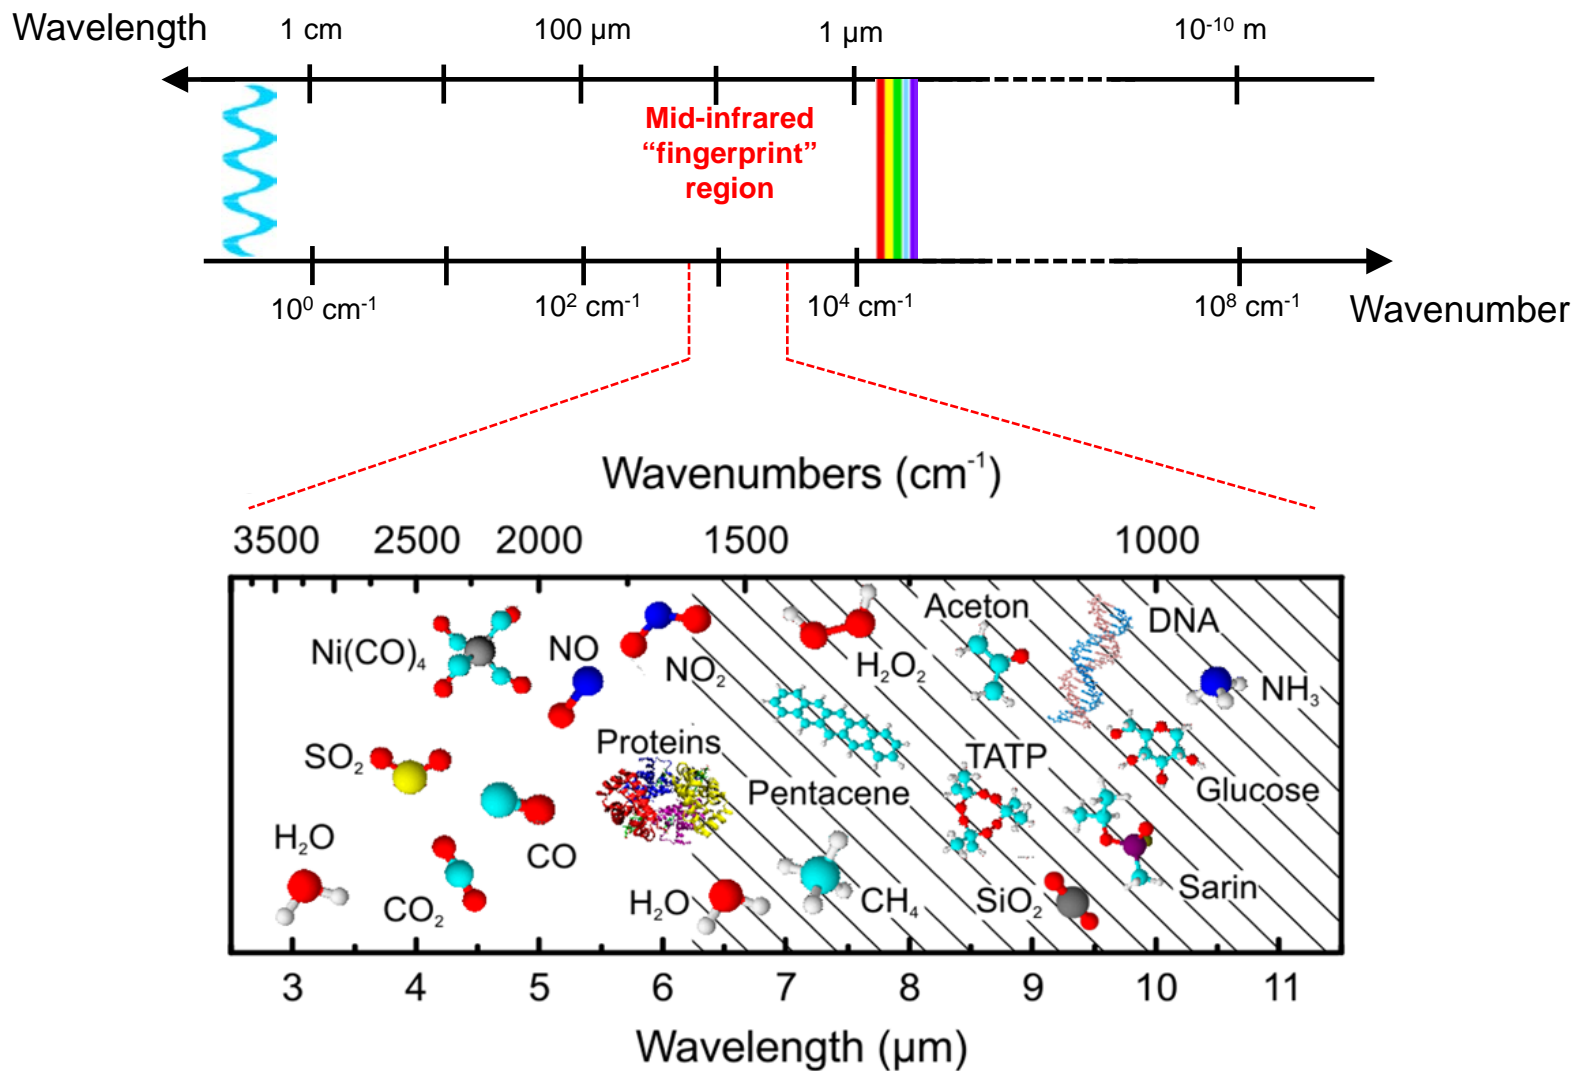 Wavelength 1 cm 100 µm 1 µm 10⁻¹⁰ m
Mid-infrared
“fingerprint”
region
10⁰ cm⁻¹ 10² cm⁻¹ 10⁴ cm⁻¹ 10⁸ cm⁻¹ Wavenumber
Wavenumbers (cm⁻¹)
3500 2500 2000 1500 1000
Aceton DNA
Ni(CO)₄ NO NO₂ H₂O₂ NH₃
SO₂ Proteins TATP
Pentacene Glucose
H₂O CO
CO₂ H₂O CH₄ SiO₂ Sarin
3 4 5 6 7 8 9 10 11
Wavelength (µm)